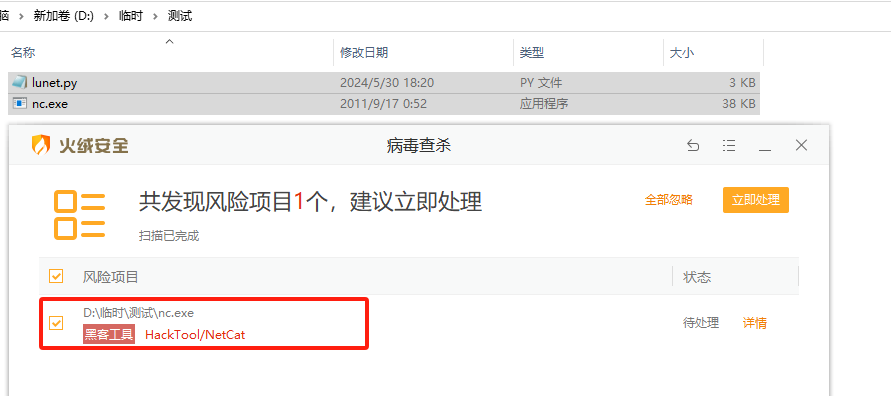 脑 › 新加卷 (D:) › 临时 › 测试
名称 修改日期 类型 大小
lunet.py 2024/5/30 18:20 PY 文件 3 KB
nc.exe 2011/9/17 0:52 应用程序 38 KB
火绒安全 病毒查杀
共发现风险项目1个，建议立即处理 全部忽略 立即处理
扫描已完成
风险项目 状态
D:\临时\测试\nc.exe
待处理 详情
黑客工具 HackTool/NetCat